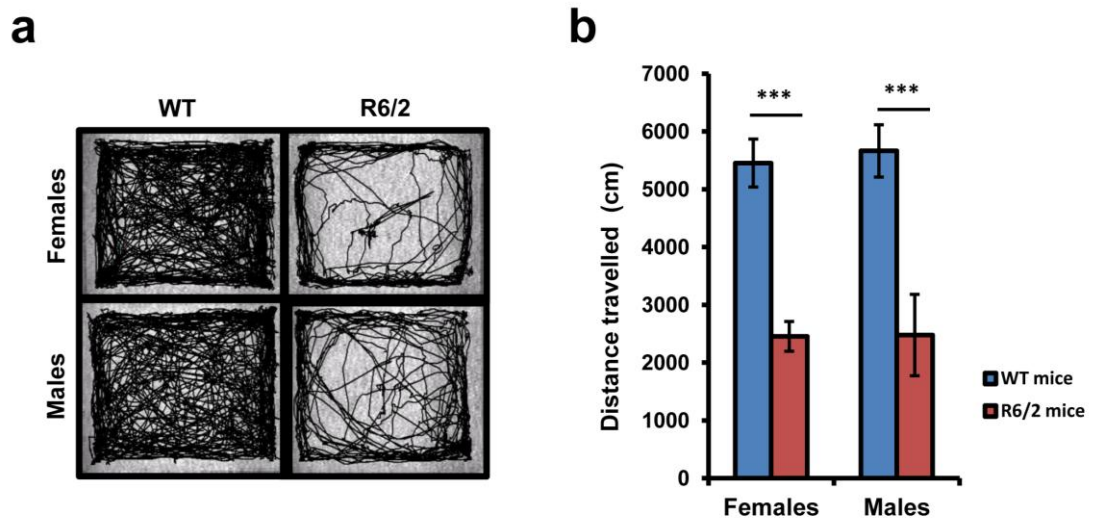 a
WT R6/2
Females
Males
b
Distance travelled (cm)
7000
6000
5000
4000
3000
2000
1000
0
***
***
Females Males
WT mice
R6/2 mice